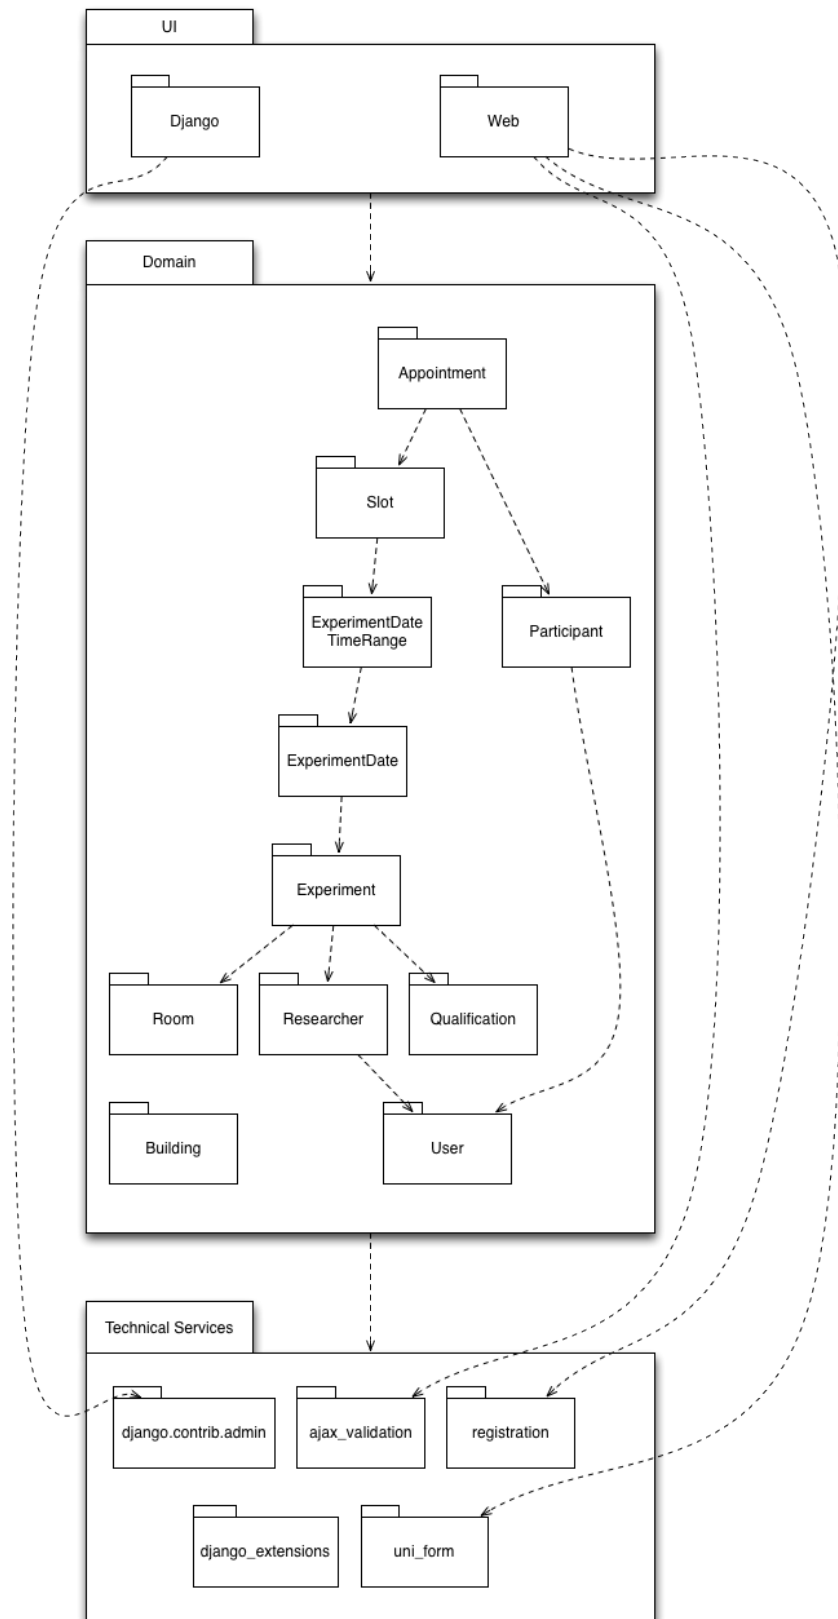 UI
Django
Web
Domain
Appointment
Slot
ExperimentDate
TimeRange
Participant
ExperimentDate
Experiment
Room
Researcher
Qualification
Building
User
Technical Services
django.contrib.admin
ajax_validation
registration
django_extensions
uni_form